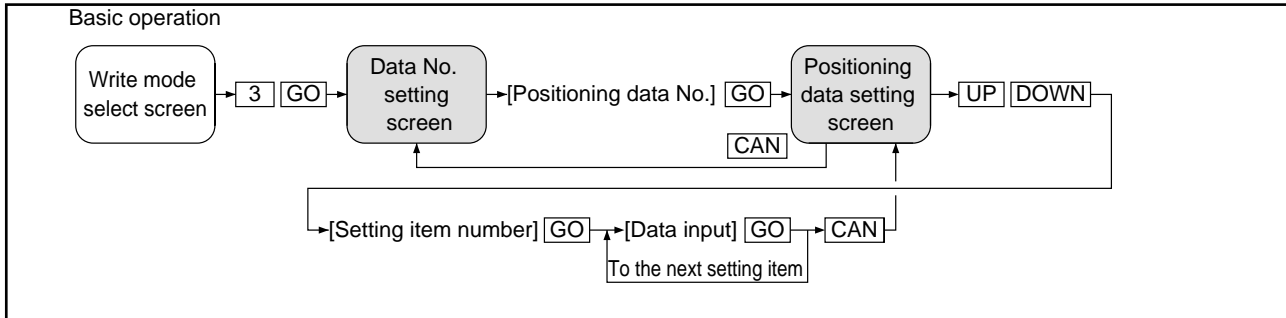 Basic operation
Write mode
select screen
3 GO
Data No.
setting
screen
[Positioning data No.] GO
Positioning
data setting
screen
UP DOWN
CAN
[Setting item number] GO [Data input] GO CAN
To the next setting item